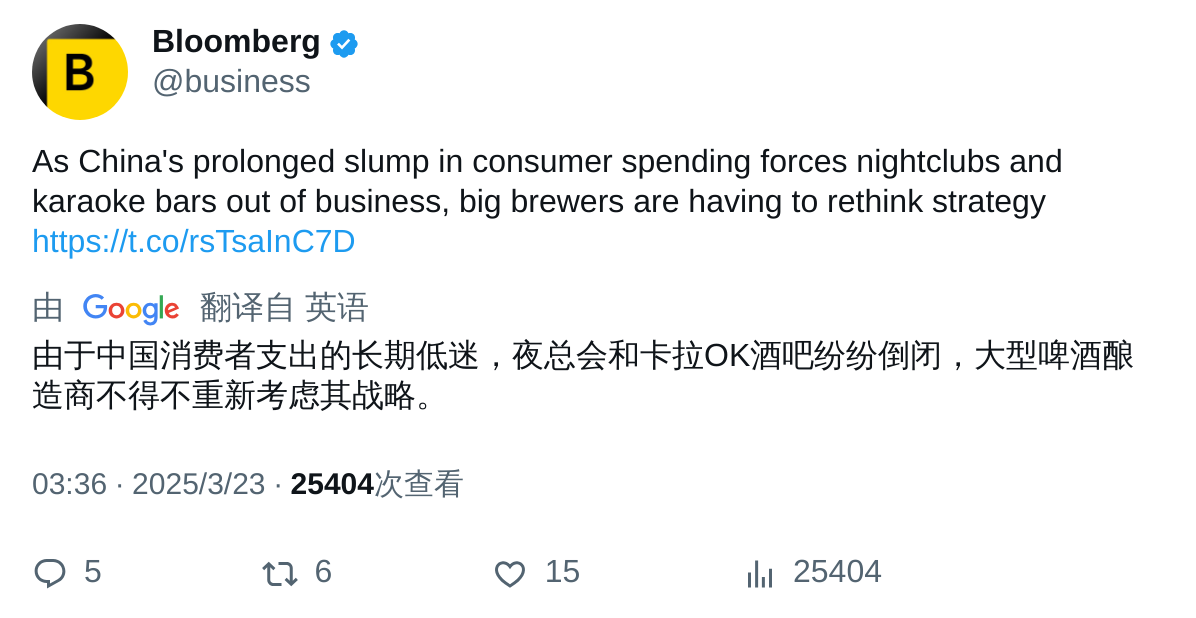 B
Bloomberg
@business
As China's prolonged slump in consumer spending forces nightclubs and
karaoke bars out of business, big brewers are having to rethink strategy
https://t.co/rsTsaInC7D
由 Google 翻译自 英语
由于中国消费者支出的长期低迷，夜总会和卡拉OK酒吧纷纷倒闭，大型啤酒酿
造商不得不重新考虑其战略。
03:36 · 2025/3/23 · 25404次查看
5 6 15 25404